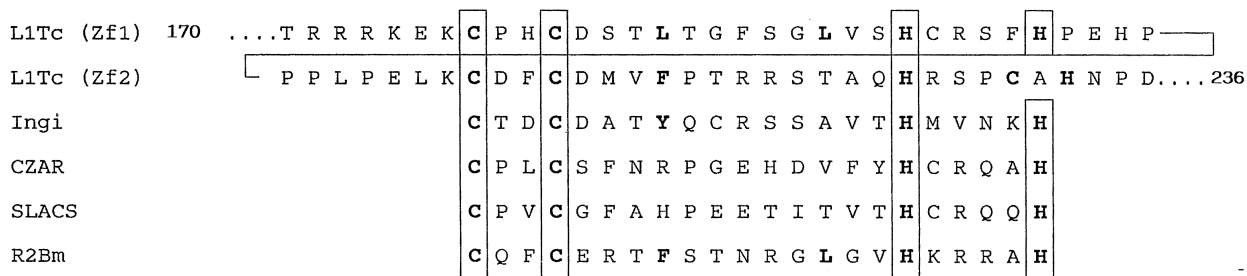 L1Tc (Zf1) 170 ....T R R R K E K C P H C D S T L T G F S G L V S H C R S F H P E H P
L1Tc (Zf2) P P L P E L K C D F C D M V F P T R R S T A Q H R S P C A H N P D.... 236
Ingi C T D C D A T Y Q C R S S A V T H M V N K H
CZAR C P L C S F N R P G E H D V F Y H C R Q A H
SLACS C P V C G F A H P E E T I T V T H C R Q Q H
R2Bm C Q F C E R T F S T N R G L G V H K R R A H